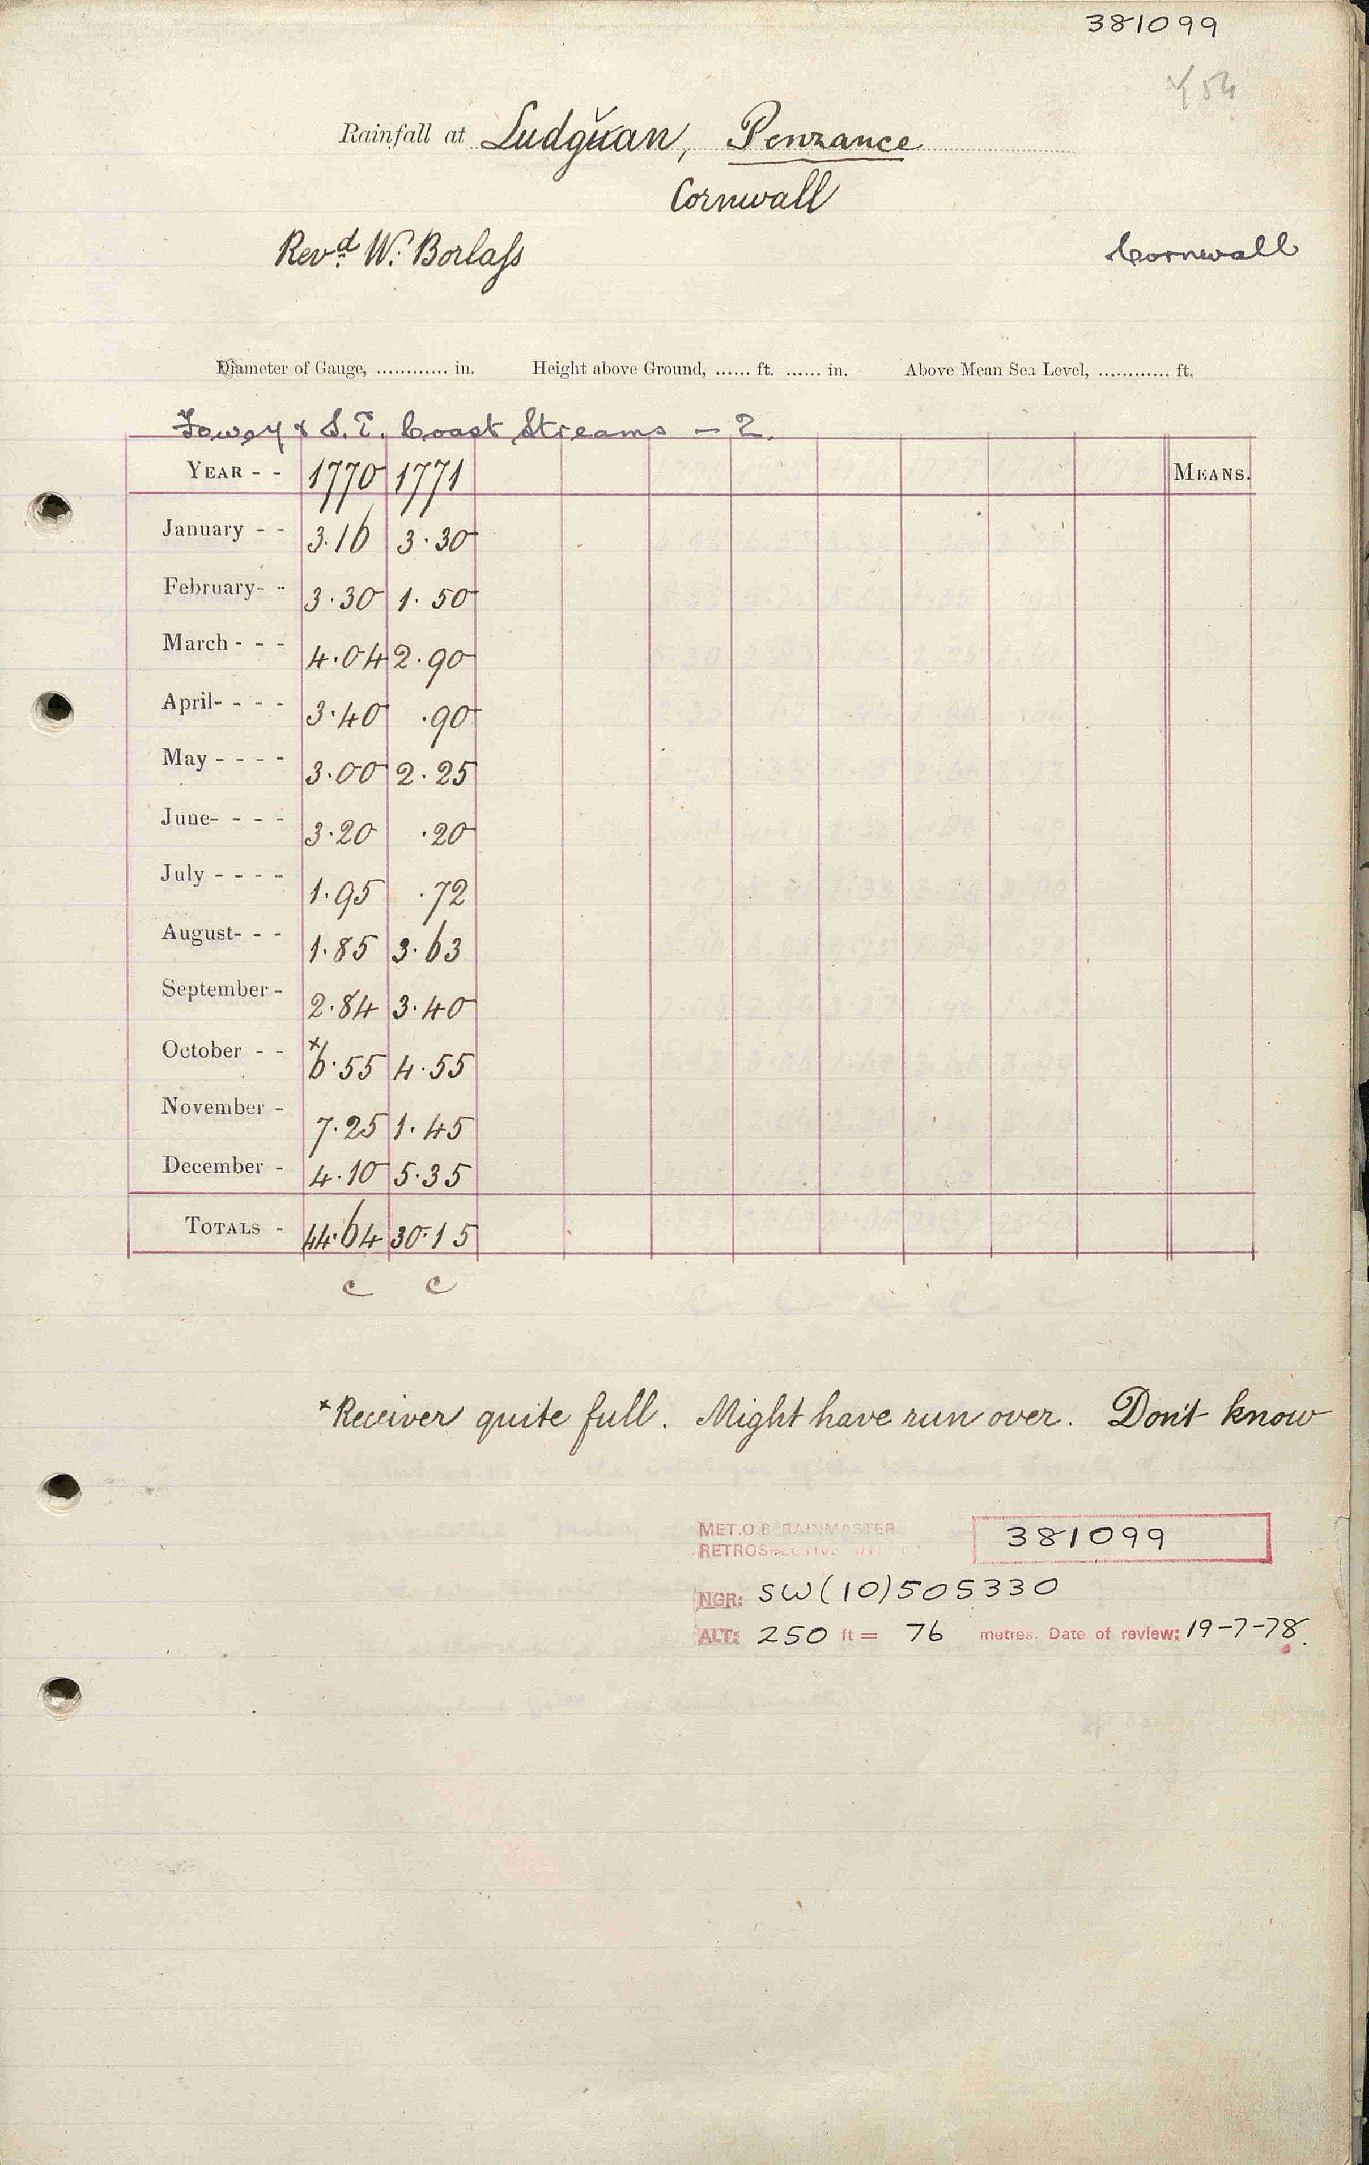 381099
Rainfall at Ludguan, Penzance
Cornwall
Revd. W. Borlass
Cornwall
Diameter of Gauge, ............ in. Height above Ground, ...... ft. ...... in. Above Mean Sea Level, ............ ft.
Fowey & S.E. Coast Streams - 2.
YEAR - - 1770 1771 MEANS.
January - - 3.16 3.30
February- - 3.30 1.50
March - - - 4.04 2.90
April- - - - 3.40 .90
May - - - - 3.00 2.25
June- - - - 3.20 .20
July - - - - 1.95 .72
August- - - 1.85 3.63
September - 2.84 3.40
October - - x6.55 4.55
November - 7.25 1.45
December - 4.10 5.35
TOTALS - 44.64 30.15
c c
x Receiver quite full. Might have run over. Don't know
MET.O.8 RAINMASTER
RETROSPECTIVE 381099
NGR: SW(10)505330
ALT: 250 ft = 76 metres. Date of review: 19-7-78.